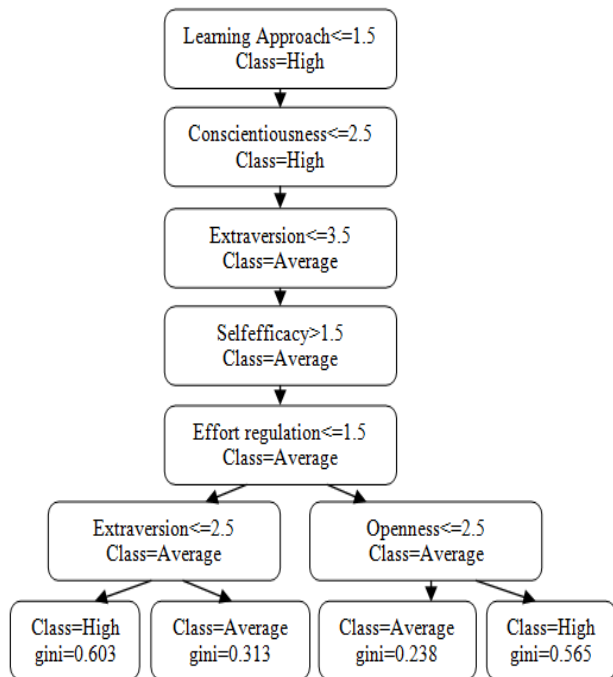 Learning Approach<=1.5
Class=High
Conscientiousness<=2.5
Class=High
Extraversion<=3.5
Class=Average
Selfefficacy>1.5
Class=Average
Effort regulation<=1.5
Class=Average
Extraversion<=2.5
Class=Average
Openness<=2.5
Class=Average
Class=High
gini=0.603
Class=Average
gini=0.313
Class=Average
gini=0.238
Class=High
gini=0.565